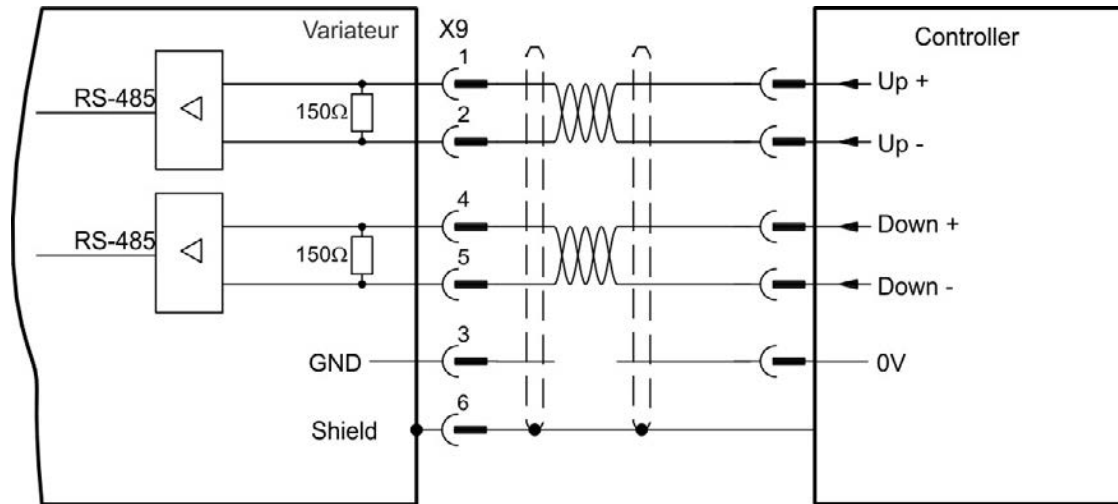 Variateur X9 Controller
1
RS-485 150Ω Up +
2
Up -
4
RS-485 150Ω Down +
5
Down -
3
GND 0V
6
Shield